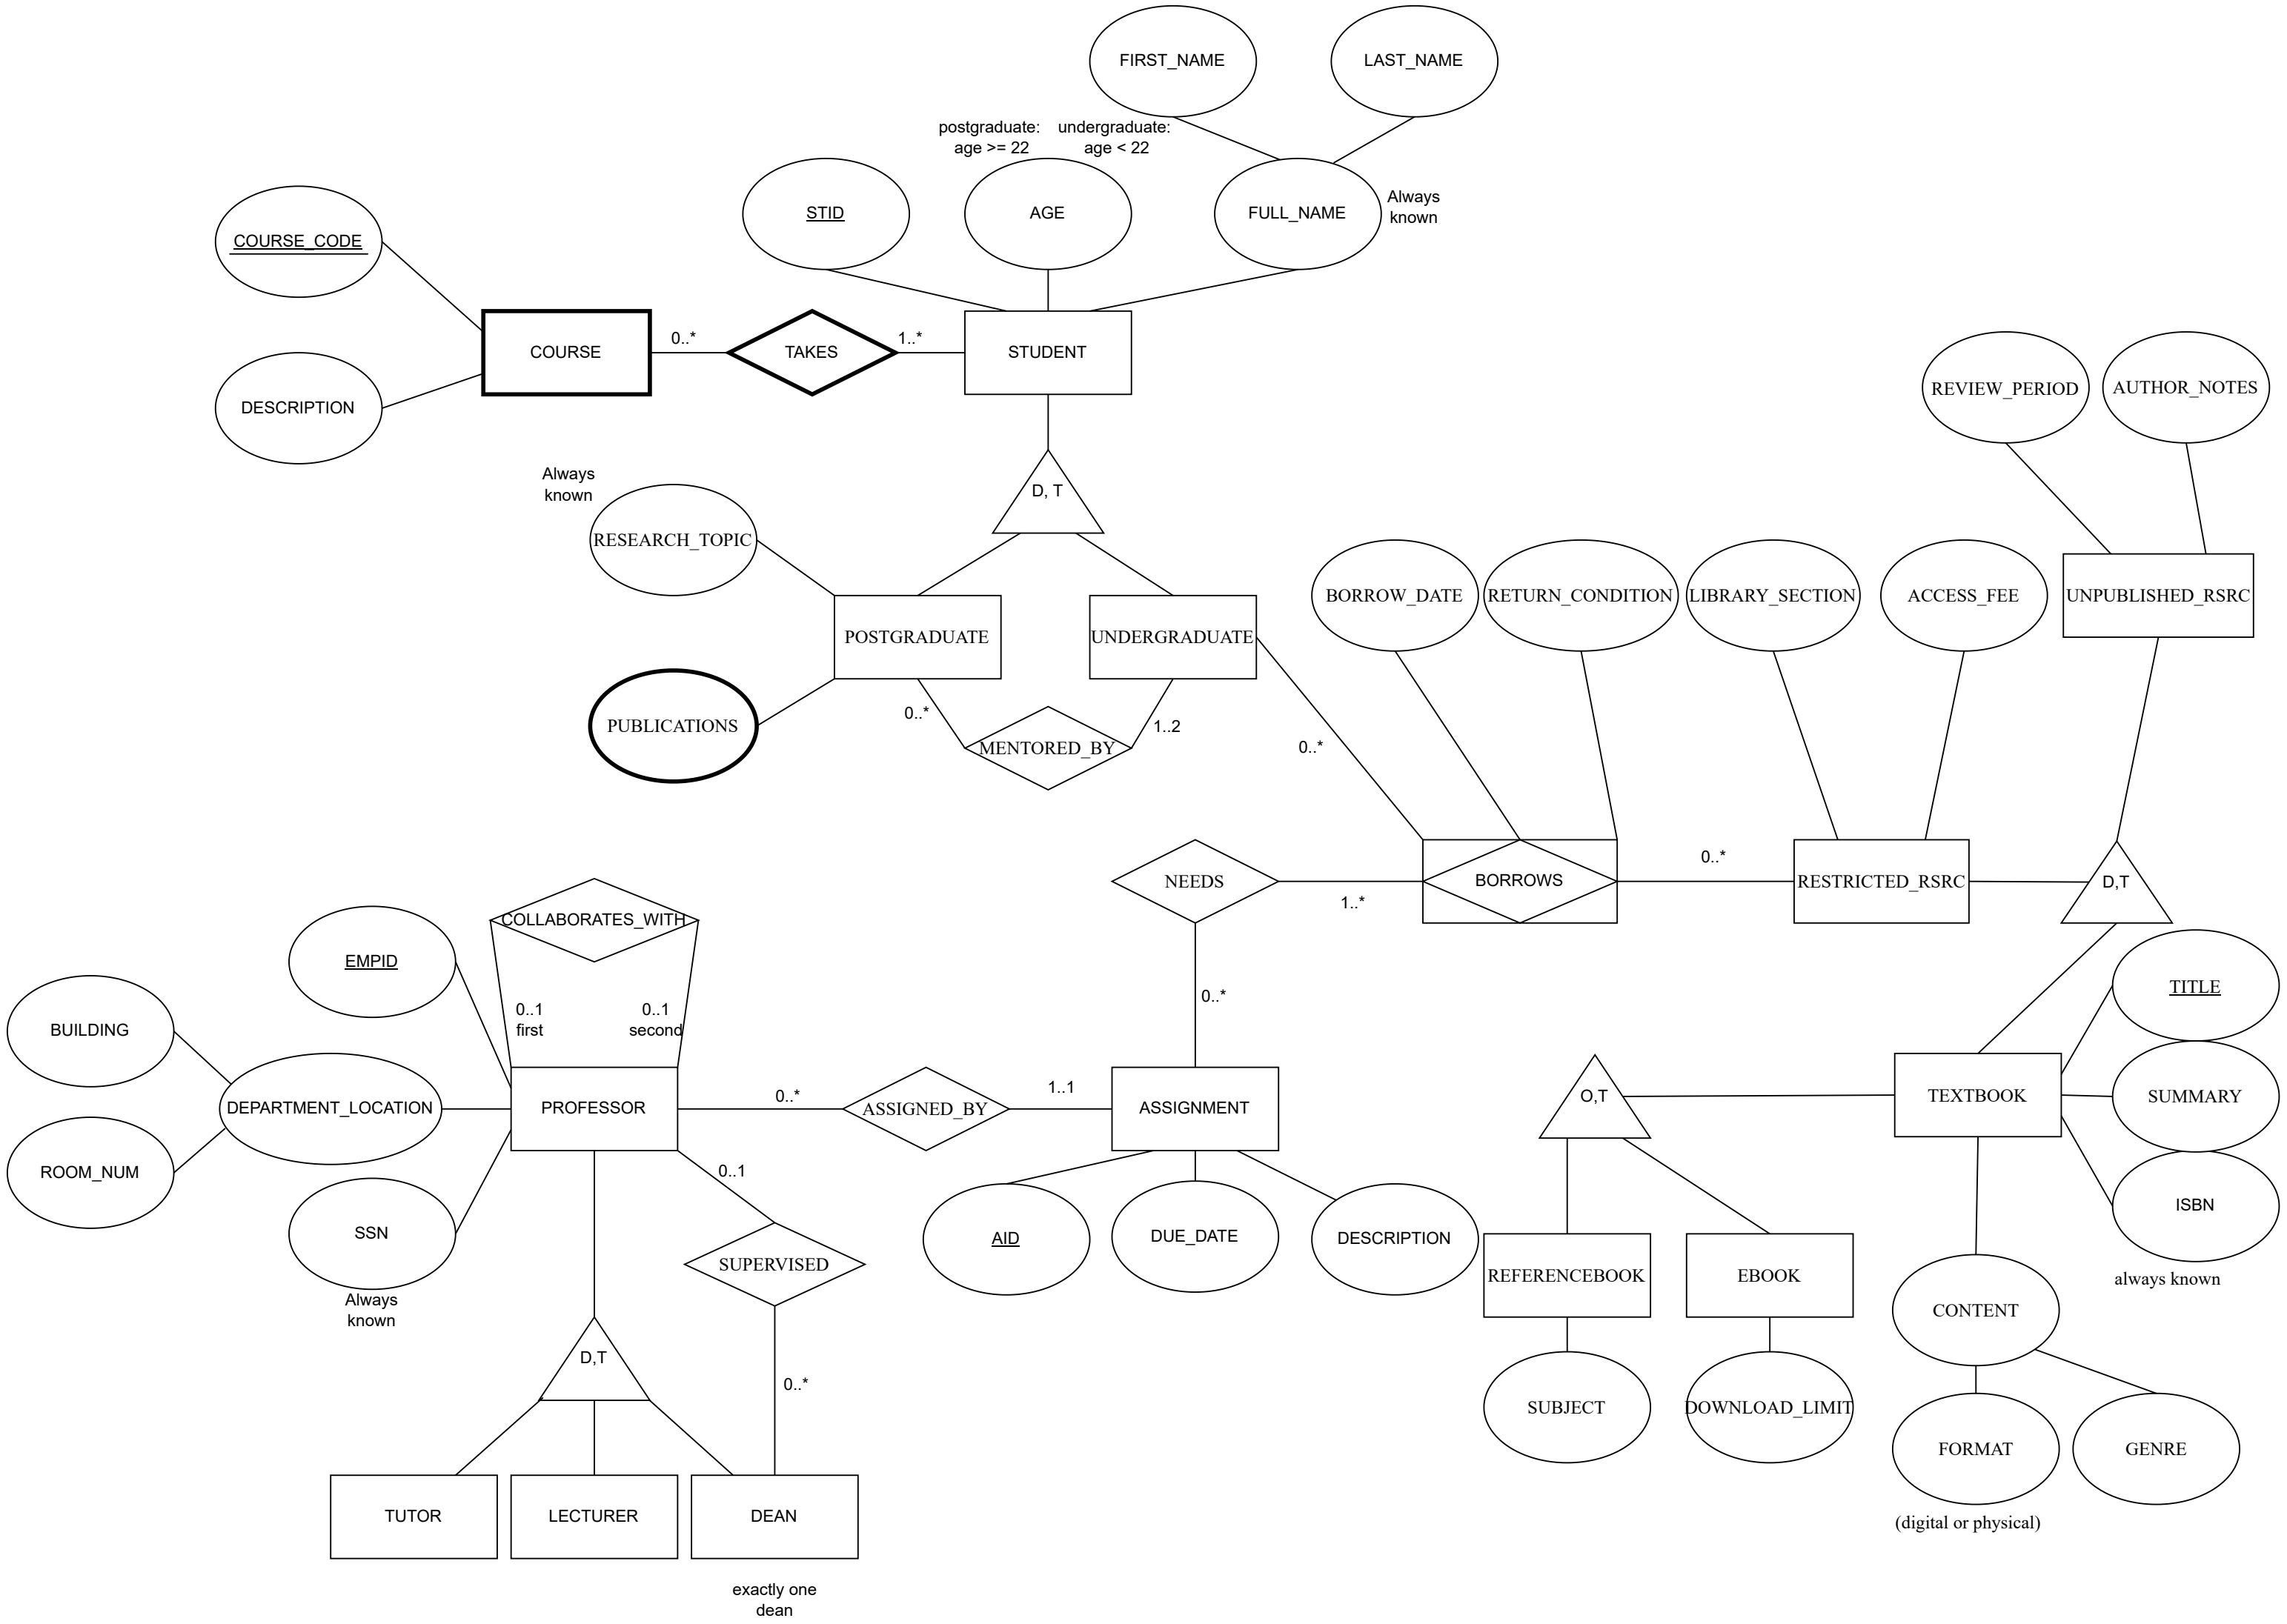 FIRST_NAME
LAST_NAME
postgraduate:
age >= 22
undergraduate:
age < 22
STID
AGE
FULL_NAME
Always
known
COURSE_CODE
DESCRIPTION
COURSE
0..*
TAKES
1..*
STUDENT
REVIEW_PERIOD
AUTHOR_NOTES
Always
known
RESEARCH_TOPIC
D, T
POSTGRADUATE
UNDERGRADUATE
BORROW_DATE
RETURN_CONDITION
LIBRARY_SECTION
ACCESS_FEE
UNPUBLISHED_RSRC
PUBLICATIONS
0..*
MENTORED_BY
1..2
0..*
NEEDS
1..*
BORROWS
0..*
RESTRICTED_RSRC
D,T
COLLABORATES_WITH
EMPID
0..1
first
0..1
second
0..*
TITLE
BUILDING
DEPARTMENT_LOCATION
PROFESSOR
0..*
ASSIGNED_BY
1..1
ASSIGNMENT
O,T
TEXTBOOK
SUMMARY
ROOM_NUM
SSN
Always
known
0..1
SUPERVISED
AID
DUE_DATE
DESCRIPTION
ISBN
always known
REFERENCEBOOK
EBOOK
CONTENT
D,T
0..*
SUBJECT
DOWNLOAD_LIMIT
FORMAT
GENRE
(digital or physical)
TUTOR
LECTURER
DEAN
exactly one
dean